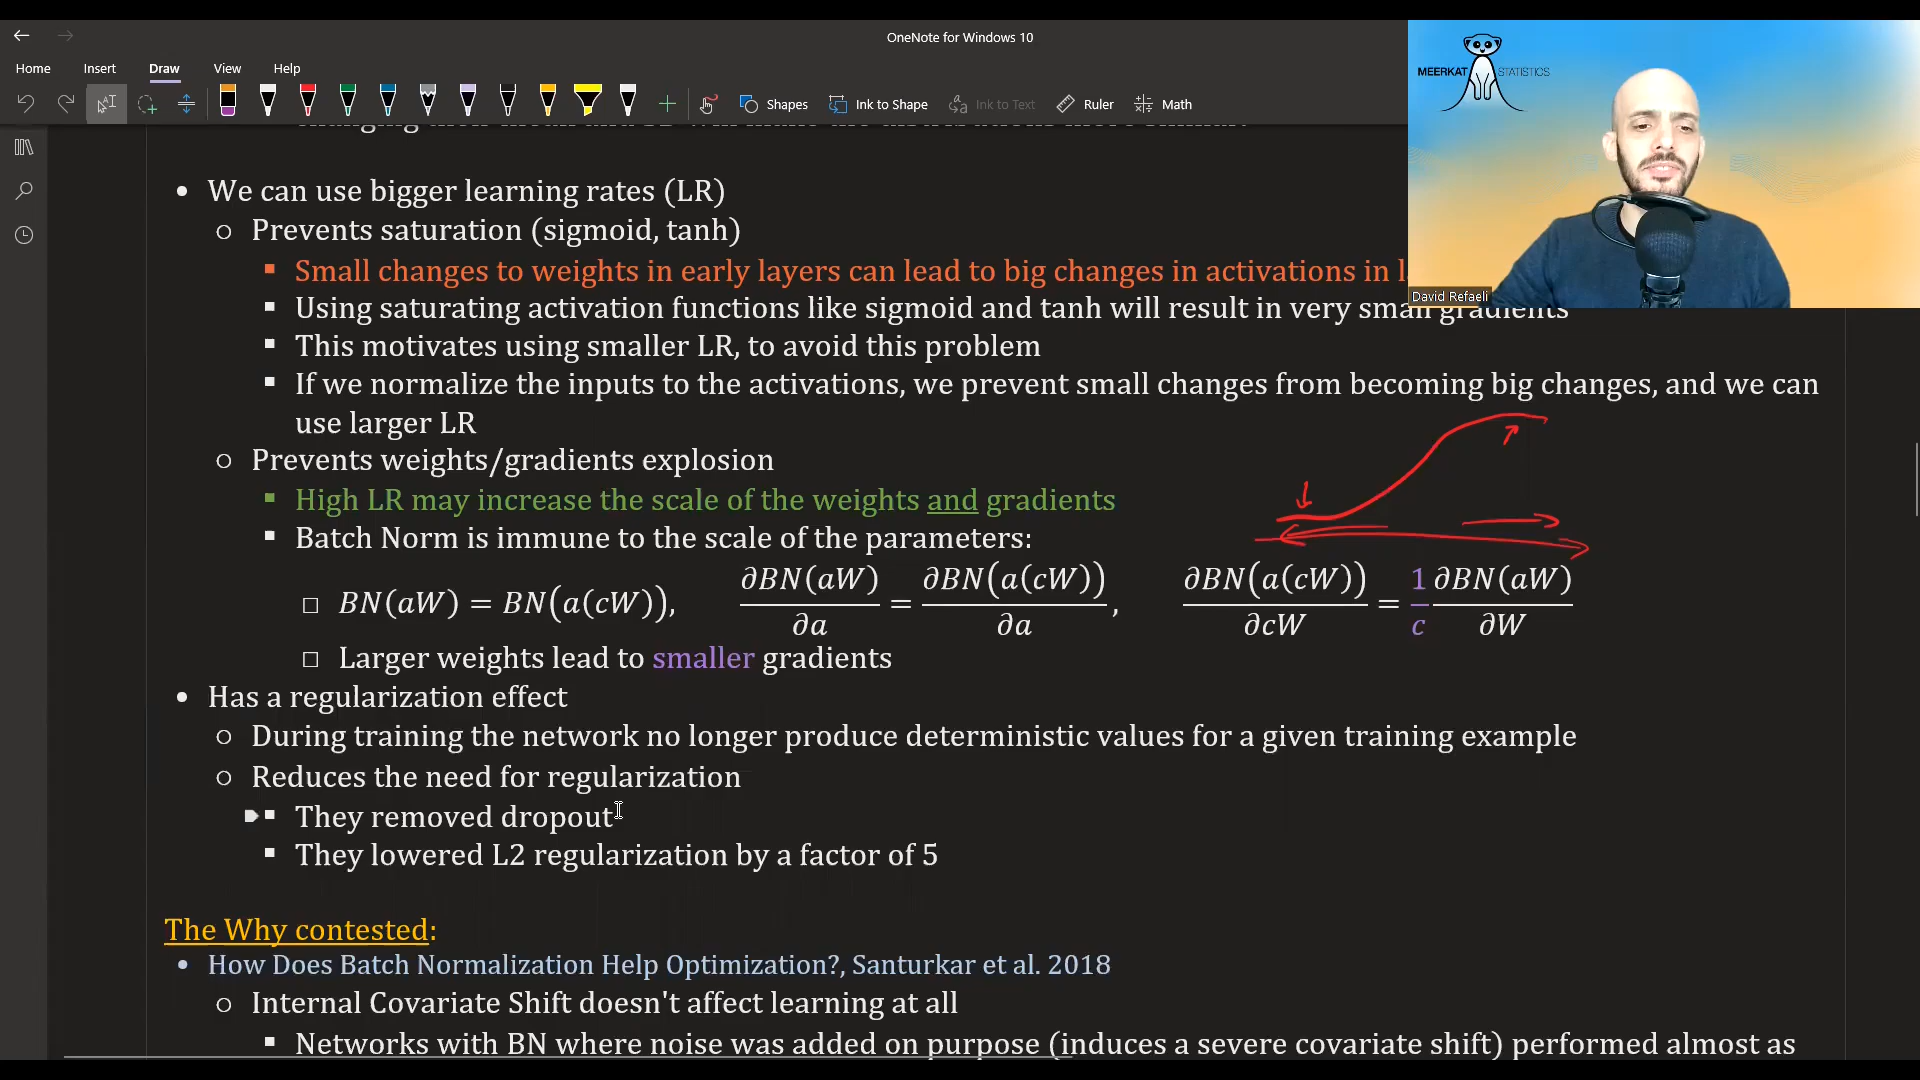 OneNote for Windows 10
Home Insert Draw View Help
Shapes Ink to Shape Ink to Text Ruler Math
MEERKAT STATISTICS
David Refaeli
• We can use bigger learning rates (LR)
○ Prevents saturation (sigmoid, tanh)
▪ Small changes to weights in early layers can lead to big changes in activations in
▪ Using saturating activation functions like sigmoid and tanh will result in very small gradients
▪ This motivates using smaller LR, to avoid this problem
▪ If we normalize the inputs to the activations, we prevent small changes from becoming big changes, and we can
use larger LR
○ Prevents weights/gradients explosion
▪ High LR may increase the scale of the weights and gradients
▪ Batch Norm is immune to the scale of the parameters:
□ BN(aW) = BN(a(cW)), ∂BN(aW)/∂a = ∂BN(a(cW))/∂a, ∂BN(a(cW))/∂cW = 1/c ∂BN(aW)/∂W
□ Larger weights lead to smaller gradients
• Has a regularization effect
○ During training the network no longer produce deterministic values for a given training example
○ Reduces the need for regularization
▪ They removed dropout
▪ They lowered L2 regularization by a factor of 5
The Why contested:
• How Does Batch Normalization Help Optimization?, Santurkar et al. 2018
○ Internal Covariate Shift doesn't affect learning at all
▪ Networks with BN where noise was added on purpose (induces a severe covariate shift) performed almost as